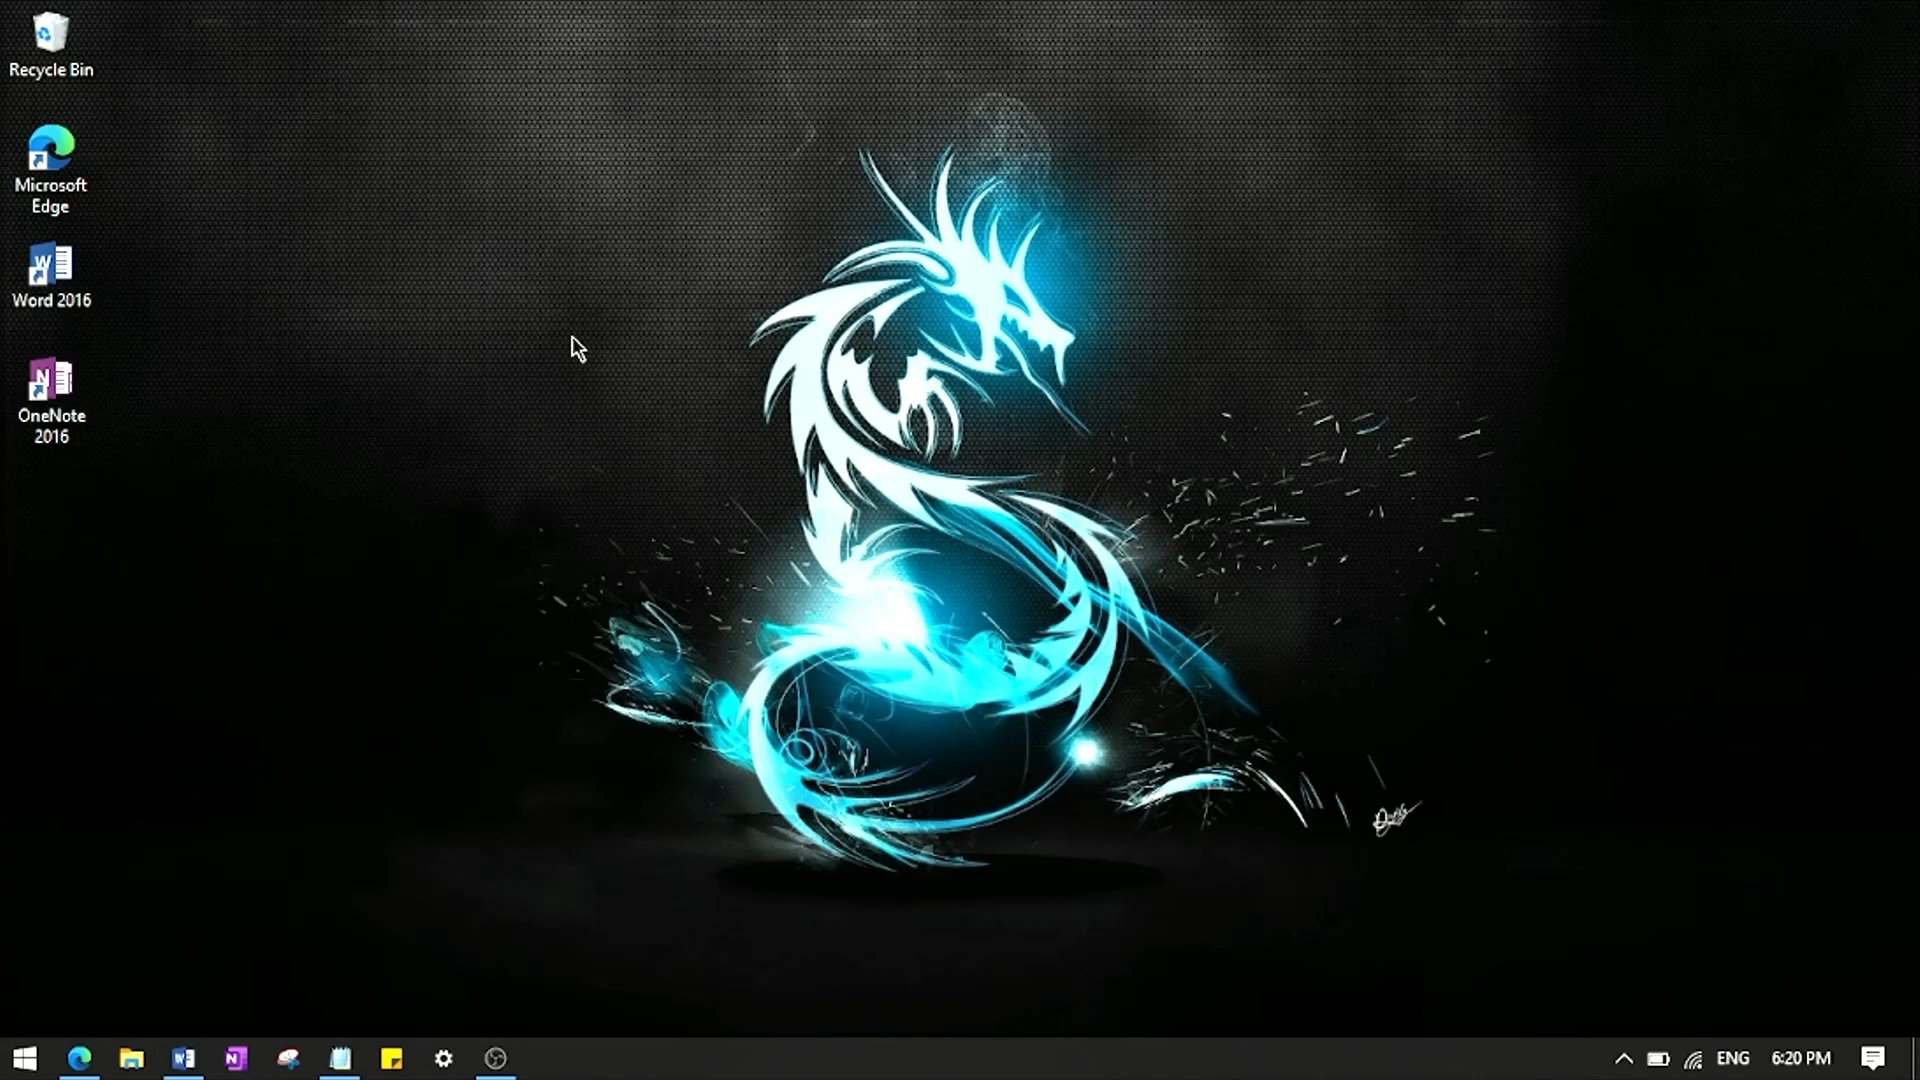 Recycle Bin
Microsoft
Edge
Word 2016
OneNote
2016
ENG
6:20 PM